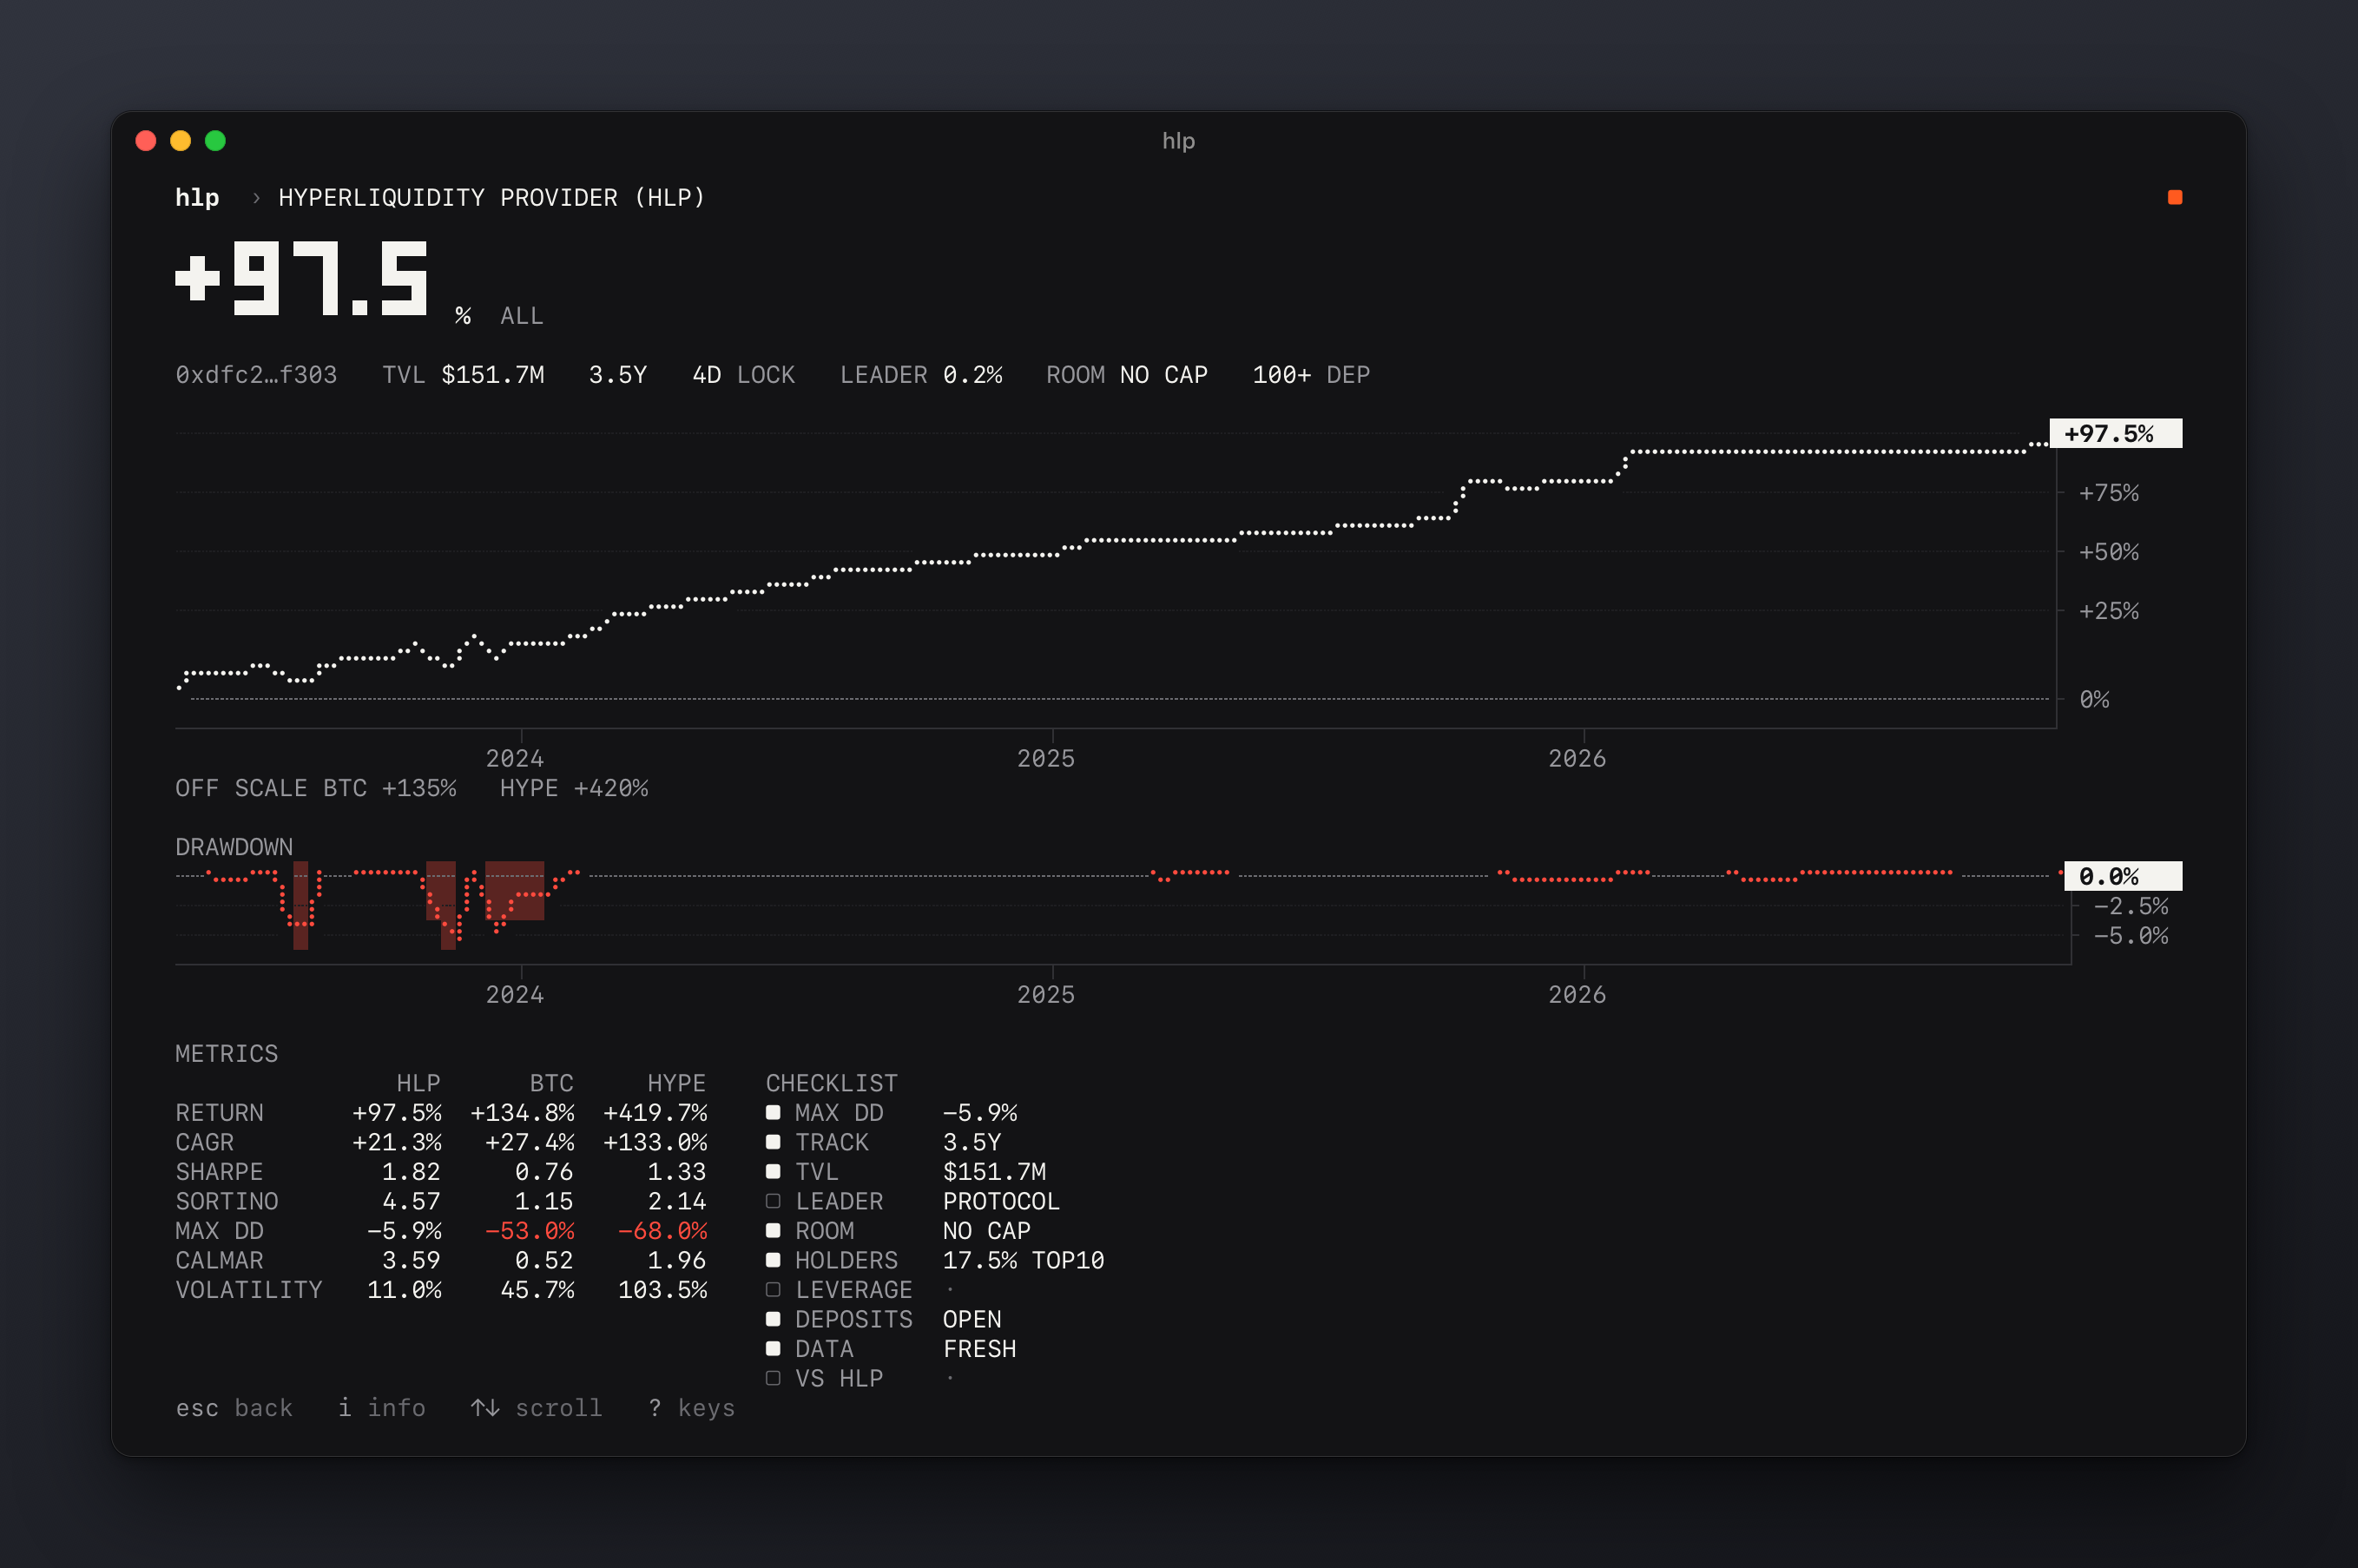 hlp
hlp › HYPERLIQUIDITY PROVIDER (HLP)
+97.5 % ALL
0xdfc2…f303 TVL $151.7M 3.5Y 4D LOCK LEADER 0.2% ROOM NO CAP 100+ DEP
+97.5%
+75%
+50%
+25%
0%
2024 2025 2026
OFF SCALE BTC +135% HYPE +420%
DRAWDOWN
0.0%
−2.5%
−5.0%
2024 2025 2026
METRICS
HLP BTC HYPE CHECKLIST
RETURN +97.5% +134.8% +419.7% MAX DD −5.9%
CAGR +21.3% +27.4% +133.0% TRACK 3.5Y
SHARPE 1.82 0.76 1.33 TVL $151.7M
SORTINO 4.57 1.15 2.14 LEADER PROTOCOL
MAX DD −5.9% −53.0% −68.0% ROOM NO CAP
CALMAR 3.59 0.52 1.96 HOLDERS 17.5% TOP10
VOLATILITY 11.0% 45.7% 103.5% LEVERAGE ·
DEPOSITS OPEN
DATA FRESH
VS HLP ·
esc back i info ↑↓ scroll ? keys